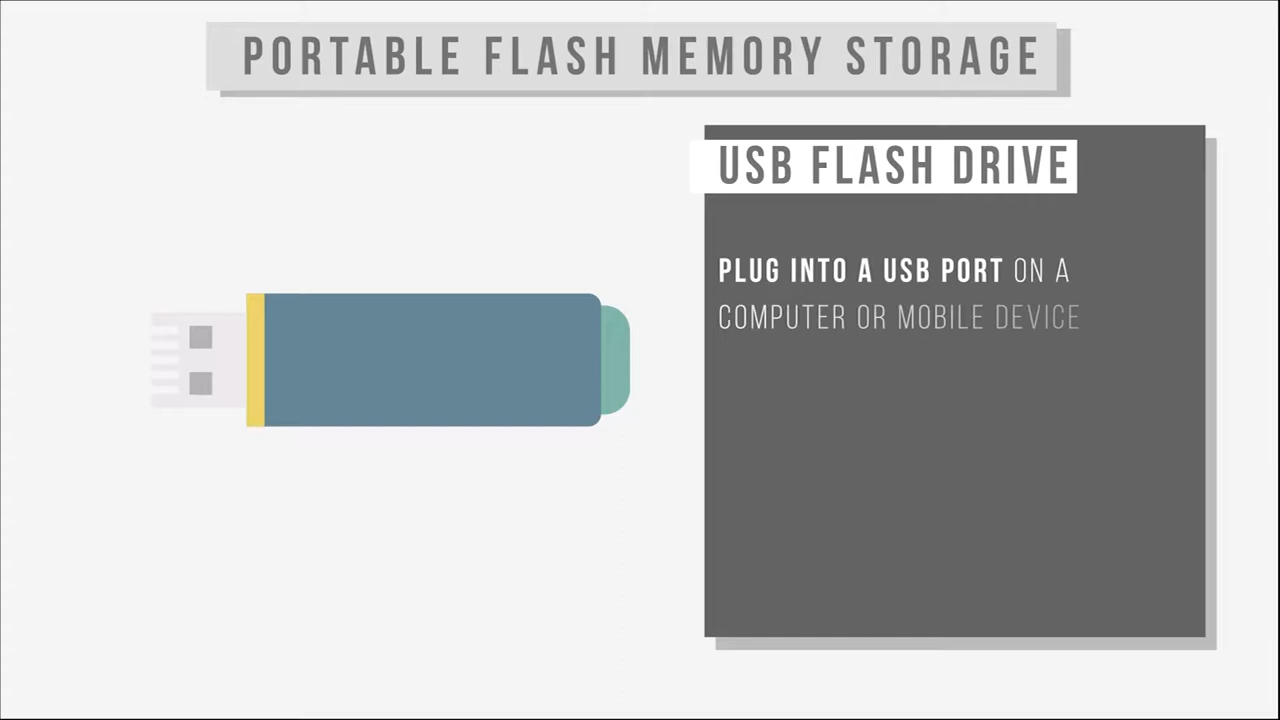 PORTABLE FLASH MEMORY STORAGE
USB FLASH DRIVE
PLUG INTO A USB PORT ON A
COMPUTER OR MOBILE DEVICE